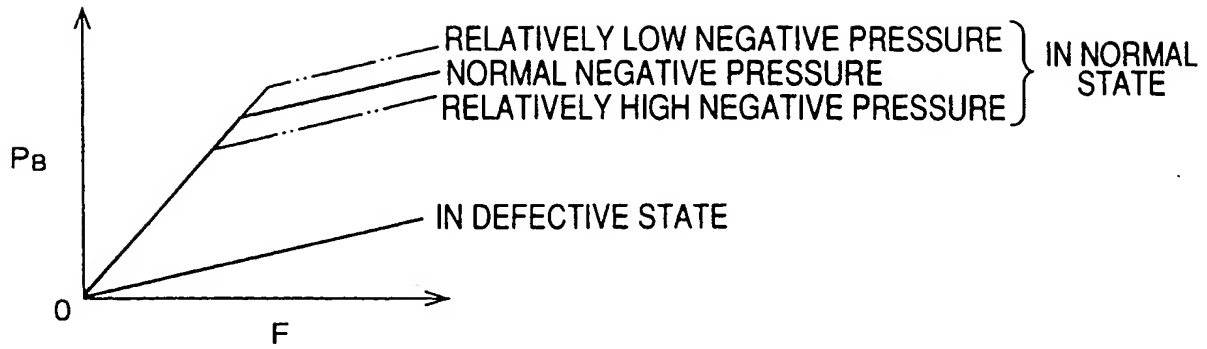 RELATIVELY LOW NEGATIVE PRESSURE
NORMAL NEGATIVE PRESSURE
RELATIVELY HIGH NEGATIVE PRESSURE
IN NORMAL
STATE
PB
IN DEFECTIVE STATE
0
F